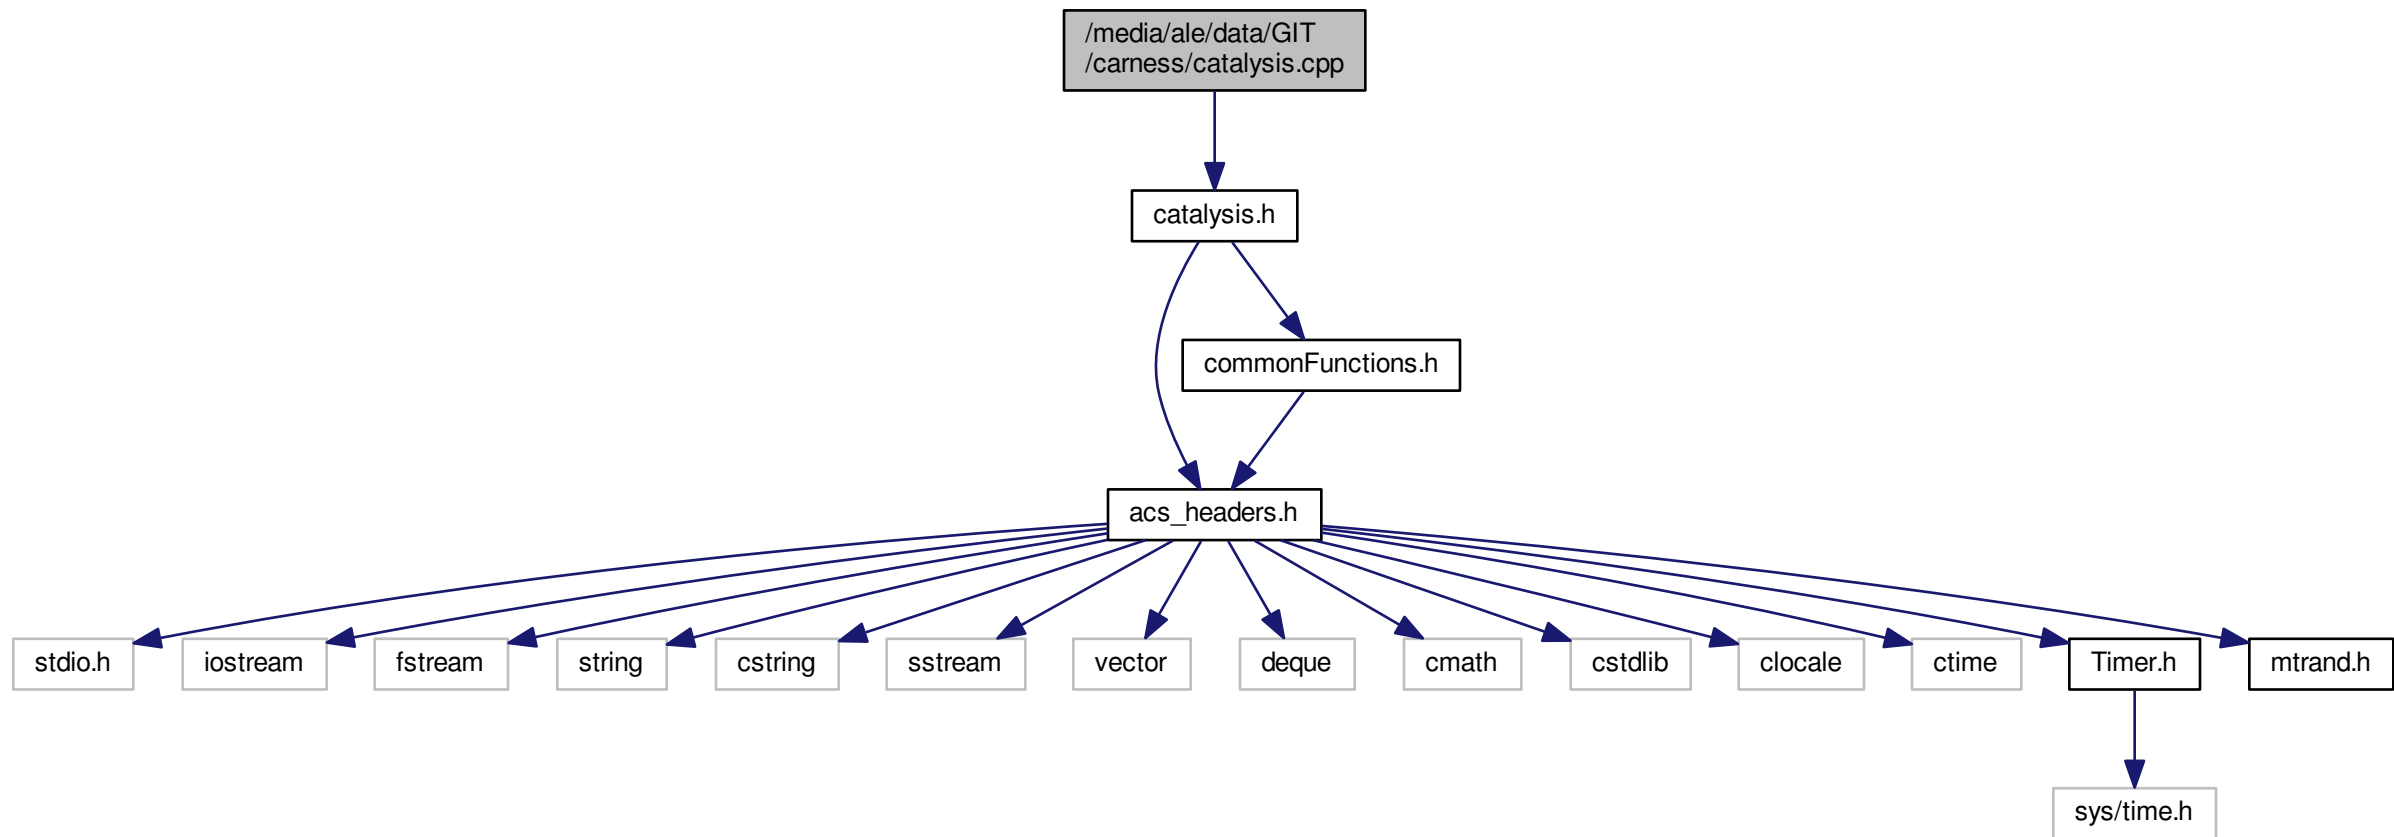 /media/ale/data/GIT
/carness/catalysis.cpp
catalysis.h
commonFunctions.h
acs_headers.h
stdio.h
iostream
fstream
string
cstring
sstream
vector
deque
cmath
cstdlib
clocale
ctime
Timer.h
mtrand.h
sys/time.h